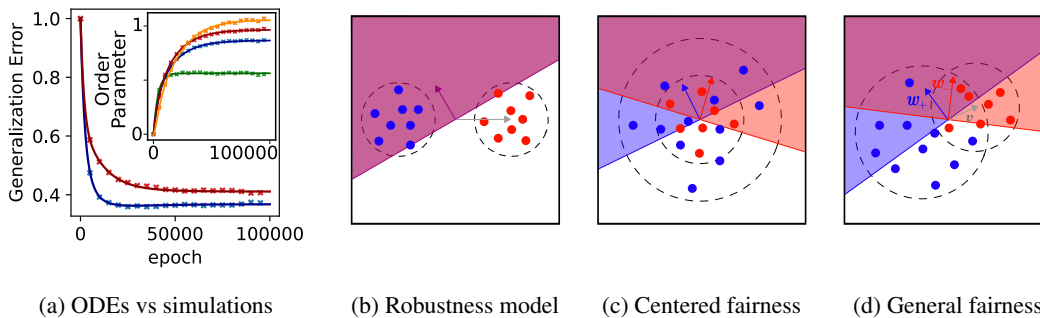 1.0
0.8
0.6
0.4
Generalization Error
0
50000
100000
epoch
1
0
Order
Parameter
0
100000
w+
w−
v
(a) ODEs vs simulations
(b) Robustness model
(c) Centered fairness
(d) General fairness